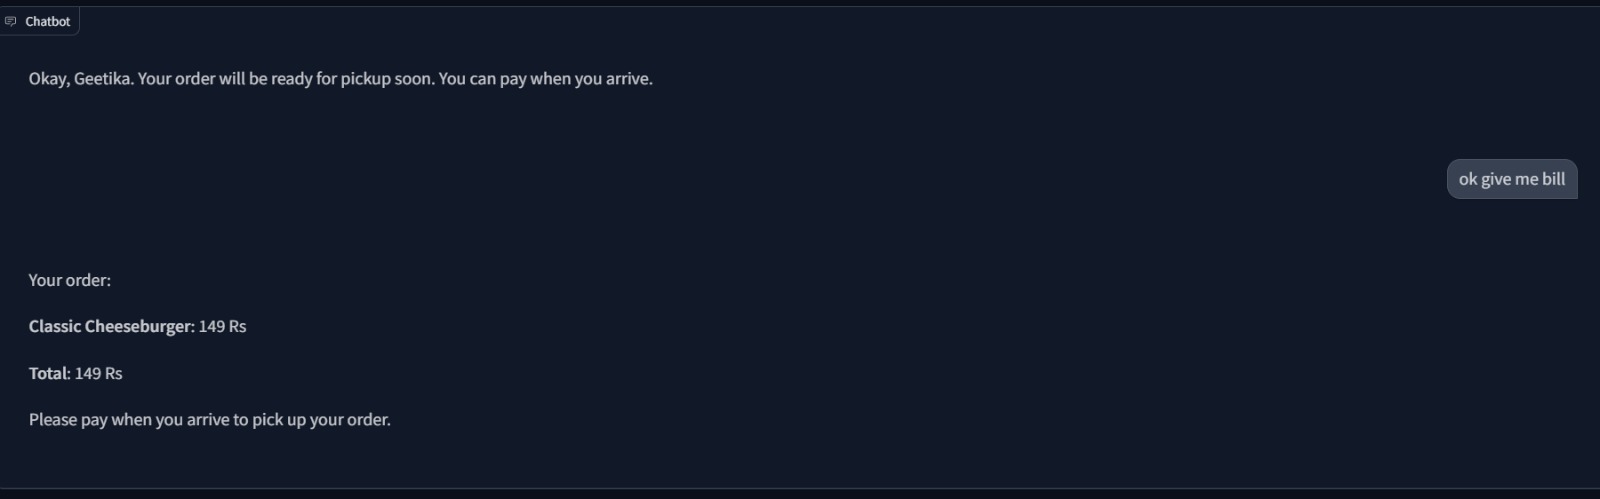 Chatbot
Okay, Geetika. Your order will be ready for pickup soon. You can pay when you arrive.
ok give me bill
Your order:
Classic Cheeseburger: 149 Rs
Total: 149 Rs
Please pay when you arrive to pick up your order.